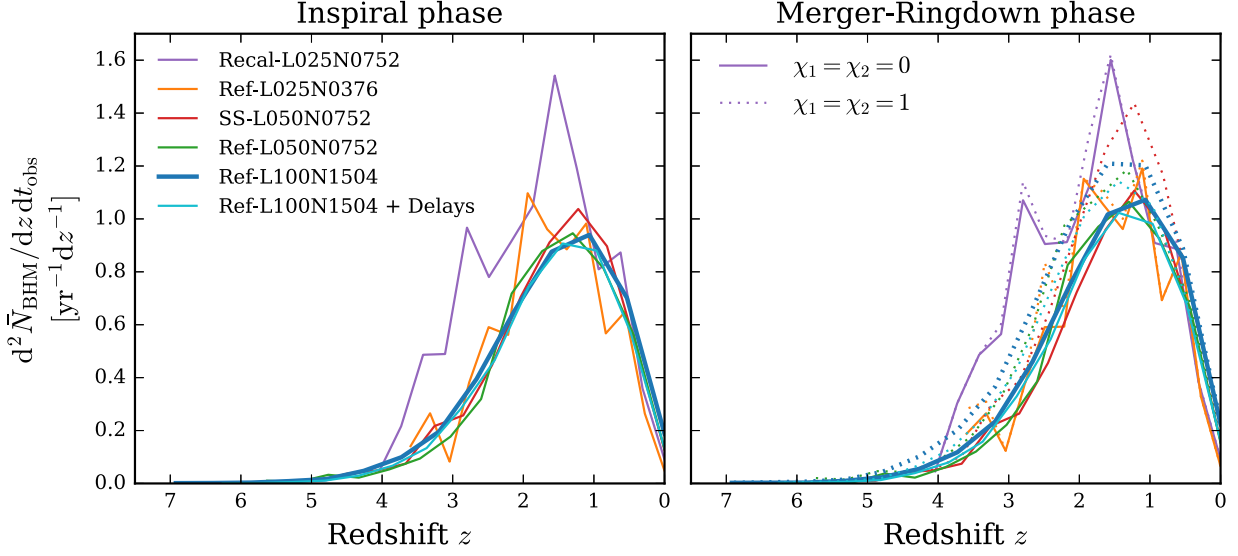 Inspiral phase
Merger-Ringdown phase
d²N̄_BHM/dz dt_obs
[yr⁻¹dz⁻¹]
1.6
1.4
1.2
1.0
0.8
0.6
0.4
0.2
0.0
Recal-L025N0752
Ref-L025N0376
SS-L050N0752
Ref-L050N0752
Ref-L100N1504
Ref-L100N1504 + Delays
χ₁ = χ₂ = 0
χ₁ = χ₂ = 1
7 6 5 4 3 2 1 0
7 6 5 4 3 2 1 0
Redshift z
Redshift z